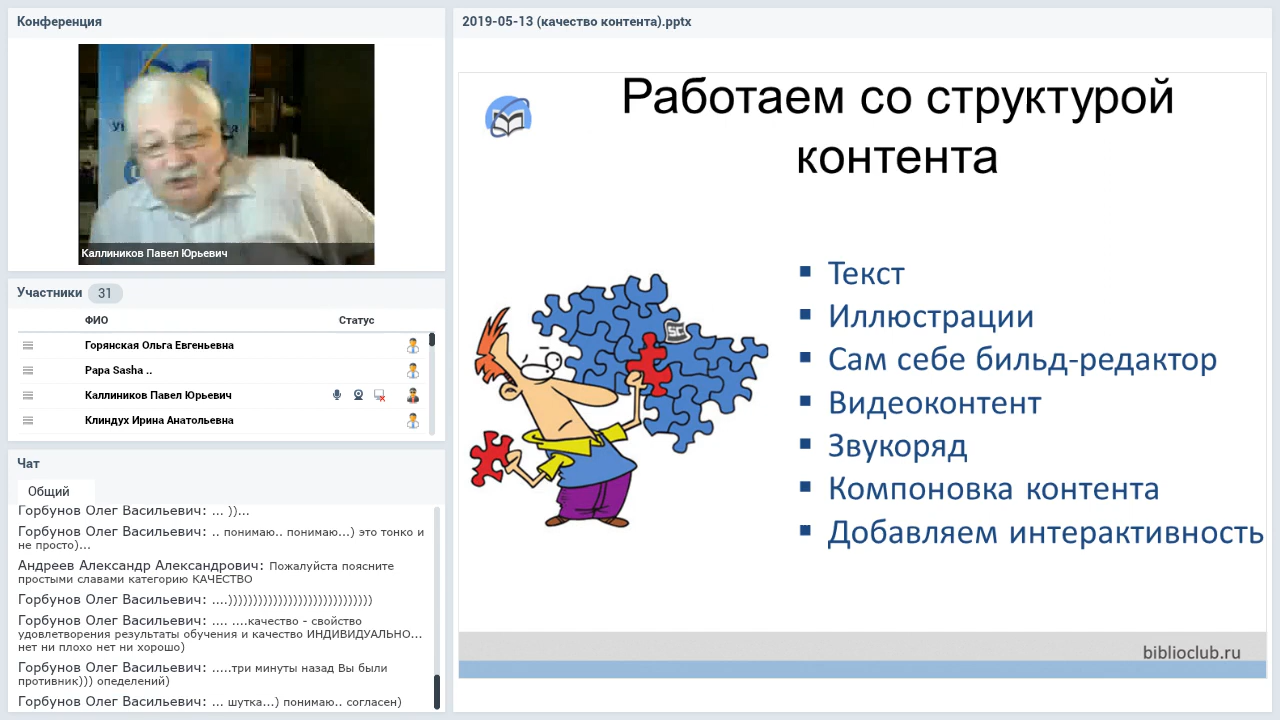 Конференция
Каллиников Павел Юрьевич
Участники 31
ФИО Статус
Горянская Ольга Евгеньевна
Papa Sasha ..
Каллиников Павел Юрьевич
Клиндух Ирина Анатольевна
Чат
Общий
Горбунов Олег Васильевич: ... ))...
Горбунов Олег Васильевич: .. понимаю.. понимаю...) это тонко и
не просто)...
Андреев Александр Александрович: Пожалуйста поясните
простыми славами категорию КАЧЕСТВО
Горбунов Олег Васильевич: ....)))))))))))))))))))))))))))))
Горбунов Олег Васильевич: .... ....качество - свойство
удовлетворения результаты обучения и качество ИНДИВИДУАЛЬНО...
нет ни плохо нет ни хорошо)
Горбунов Олег Васильевич: .....три минуты назад Вы были
противник))) опеделений)
Горбунов Олег Васильевич: ... шутка...) понимаю.. согласен)
2019-05-13 (качество контента).pptx
Работаем со структурой
контента
SC
▪ Текст
▪ Иллюстрации
▪ Сам себе бильд-редактор
▪ Видеоконтент
▪ Звукоряд
▪ Компоновка контента
▪ Добавляем интерактивность
biblioclub.ru